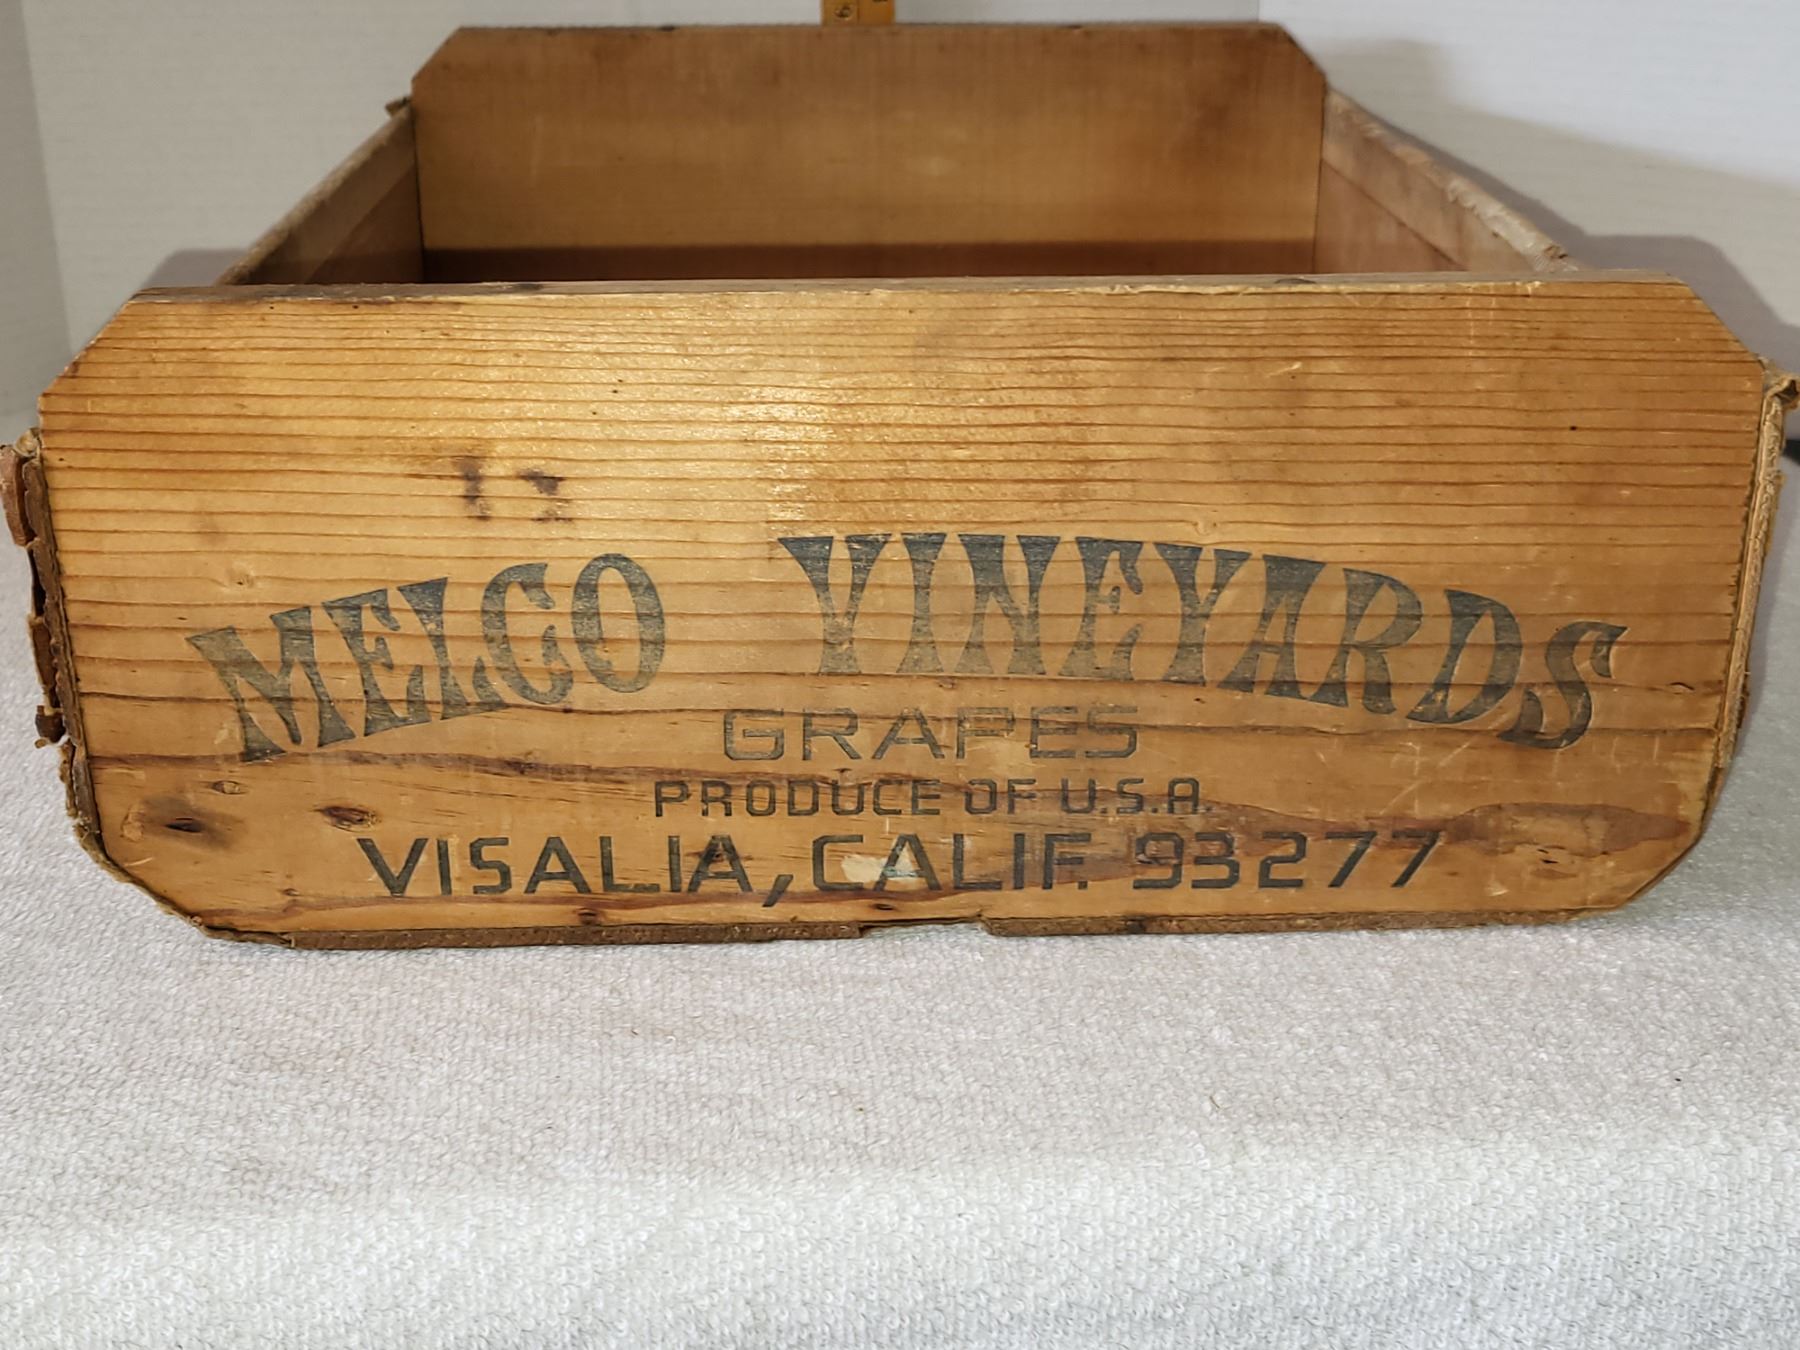 MELCO VINEYARDS
GRAPES
PRODUCE OF U.S.A.
VISALIA, CALIF. 93277